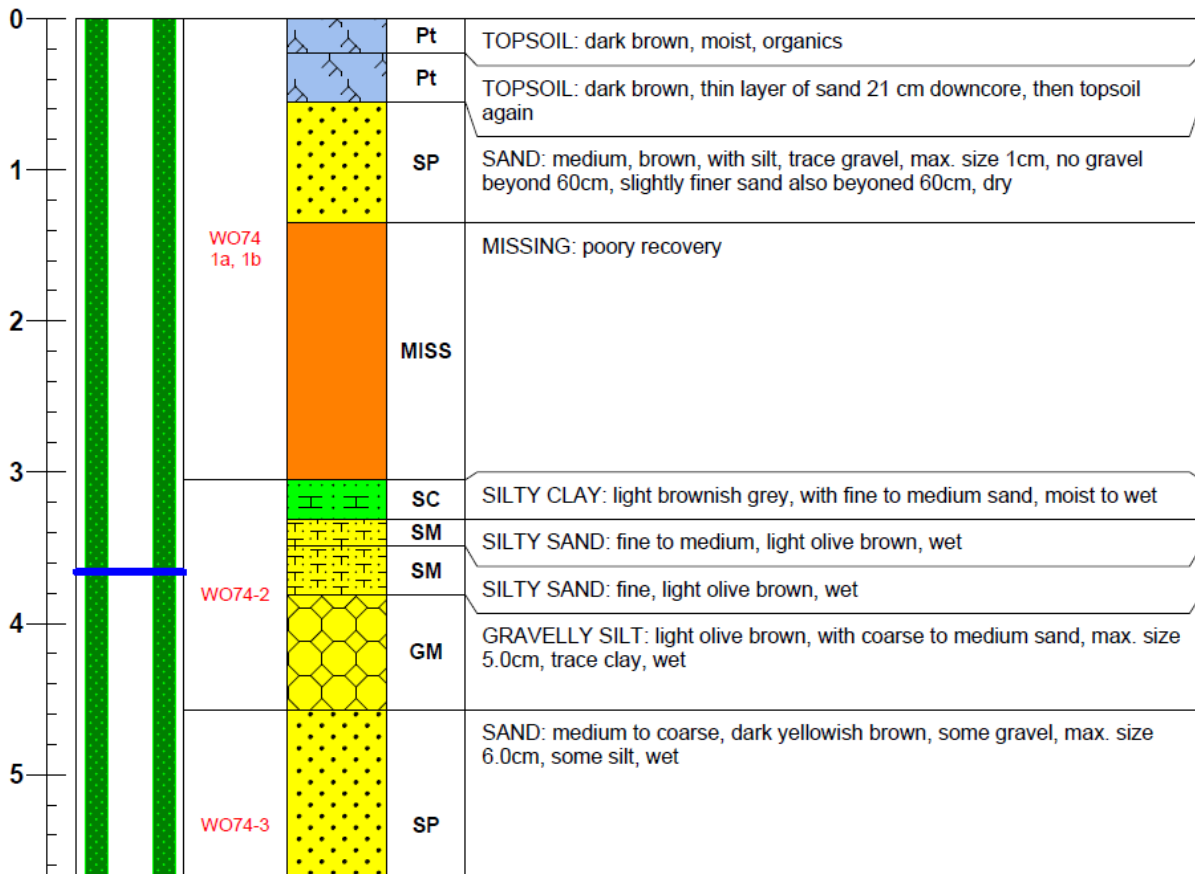 0
Pt
TOPSOIL: dark brown, moist, organics
Pt
TOPSOIL: dark brown, thin layer of sand 21 cm downcore, then topsoil
again
1
SP
SAND: medium, brown, with silt, trace gravel, max. size 1cm, no gravel
beyond 60cm, slightly finer sand also beyoned 60cm, dry
WO74
1a, 1b
MISSING: poory recovery
2
MISS
3
SC
SILTY CLAY: light brownish grey, with fine to medium sand, moist to wet
SM
SILTY SAND: fine to medium, light olive brown, wet
SM
SILTY SAND: fine, light olive brown, wet
WO74-2
4
GM
GRAVELLY SILT: light olive brown, with coarse to medium sand, max. size
5.0cm, trace clay, wet
SAND: medium to coarse, dark yellowish brown, some gravel, max. size
6.0cm, some silt, wet
5
WO74-3
SP